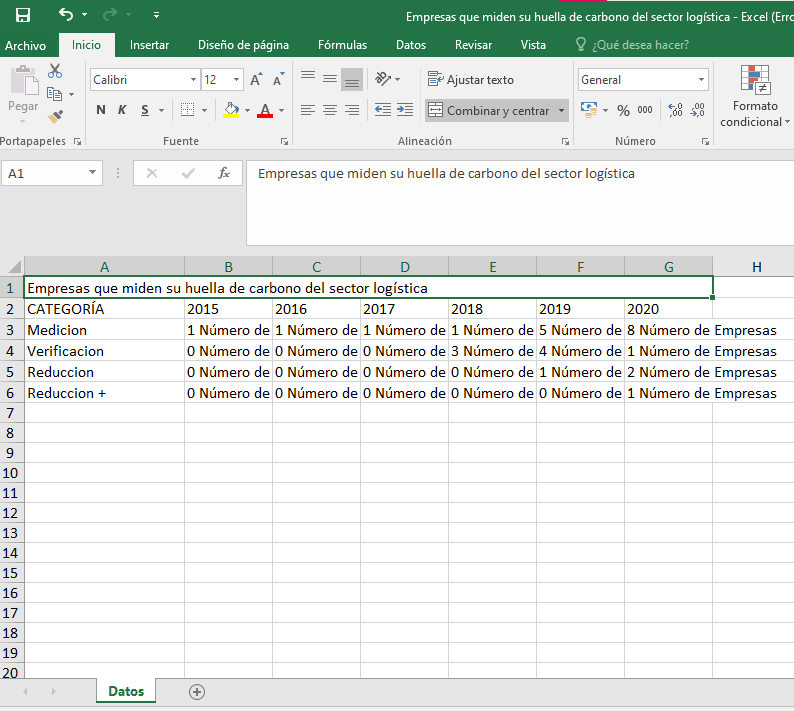 Empresas que miden su huella de carbono del sector logística - Excel (Erro
Archivo Inicio Insertar Diseño de página Fórmulas Datos Revisar Vista ¿Qué desea hacer?
Pegar
Calibri 12 A A
N K S A
Ajustar texto
Combinar y centrar
General
% 000 ,00 ,00
Formato
condicional
Portapapeles Fuente Alineación Número
A1 fx Empresas que miden su huella de carbono del sector logística
A B C D E F G H
1 Empresas que miden su huella de carbono del sector logística
2 CATEGORÍA 2015 2016 2017 2018 2019 2020
3 Medicion 1 Número de 1 Número de 1 Número de 1 Número de 5 Número de 8 Número de Empresas
4 Verificacion 0 Número de 0 Número de 0 Número de 3 Número de 4 Número de 1 Número de Empresas
5 Reduccion 0 Número de 0 Número de 0 Número de 0 Número de 1 Número de 2 Número de Empresas
6 Reduccion + 0 Número de 0 Número de 0 Número de 0 Número de 0 Número de 1 Número de Empresas
7
8
9
10
11
12
13
14
15
16
17
18
19
20
Datos